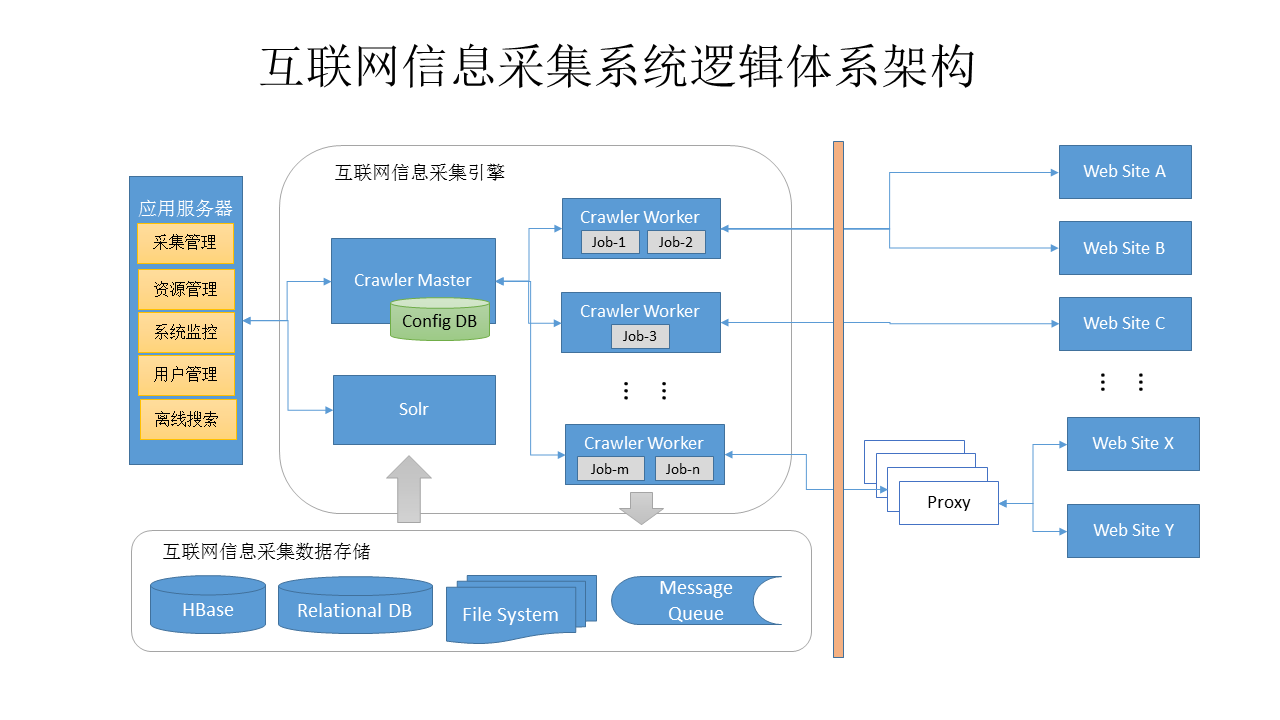 互联网信息采集系统逻辑体系架构
应用服务器
采集管理
资源管理
系统监控
用户管理
离线搜索
互联网信息采集引擎
Crawler Master
Config DB
Solr
Crawler Worker
Job-1
Job-2
Crawler Worker
Job-3
Crawler Worker
Job-m
Job-n
Web Site A
Web Site B
Web Site C
Proxy
Web Site X
Web Site Y
互联网信息采集数据存储
HBase
Relational DB
File System
Message
Queue